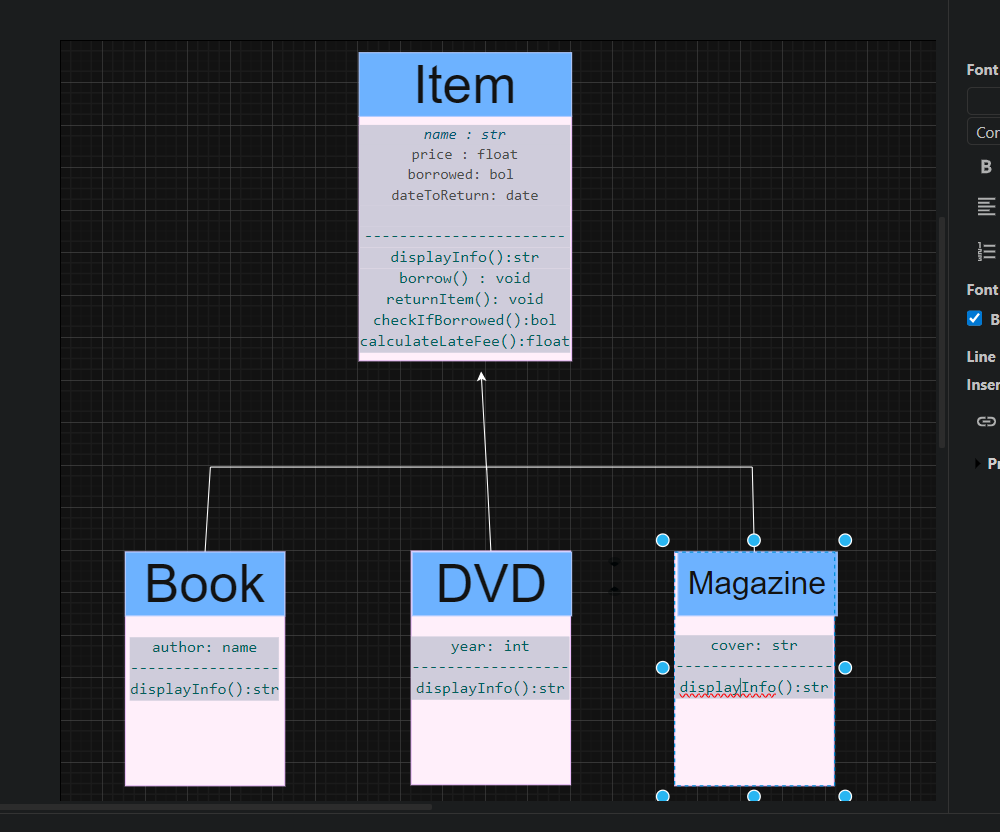 Item
name : str
price : float
borrowed: bol
dateToReturn: date
-----------------------
displayInfo():str
borrow() : void
returnItem(): void
checkIfBorrowed():bol
calculateLateFee():float
Book
author: name
-----------------
displayInfo():str
DVD
year: int
------------------
displayInfo():str
Magazine
cover: str
------------------
displayInfo():str
Font
Cor
B
Font
B
Line
Inser
Pr